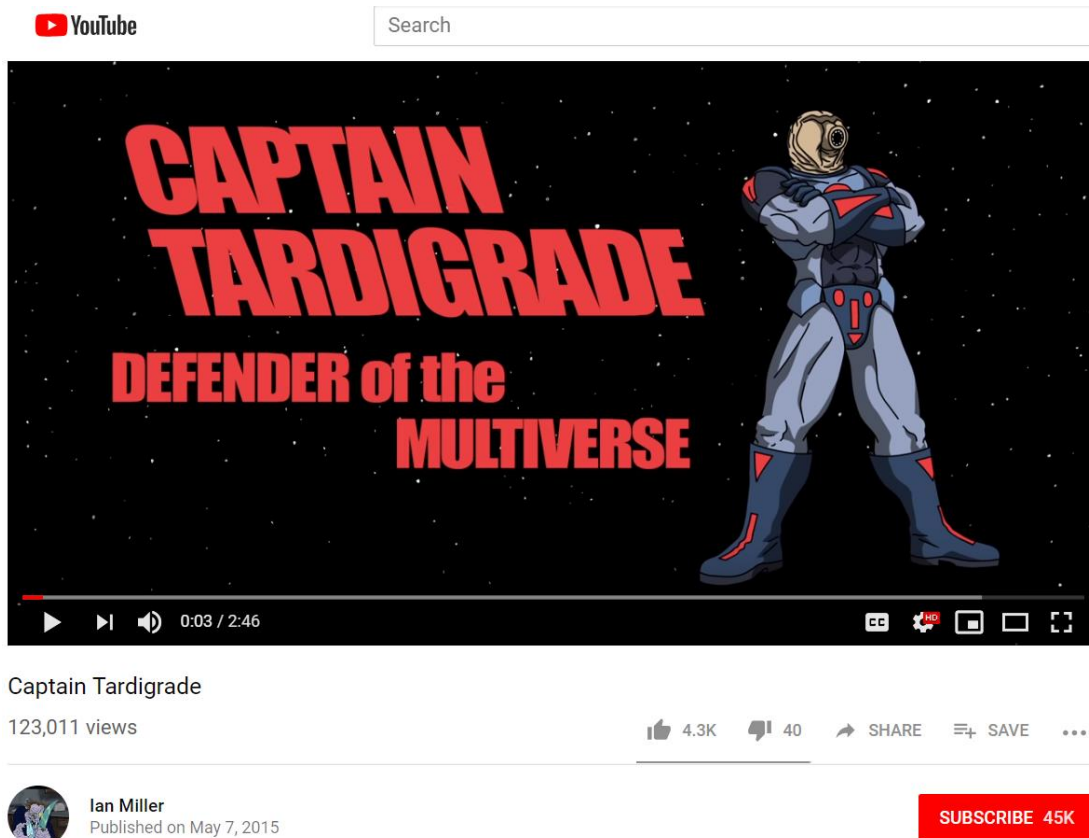 YouTube
Search
CAPTAIN
TARDIGRADE
DEFENDER of the
MULTIVERSE
0:03 / 2:46
CC
HD
Captain Tardigrade
123,011 views
4.3K
40
SHARE
SAVE
Ian Miller
SUBSCRIBE 45K
Published on May 7, 2015